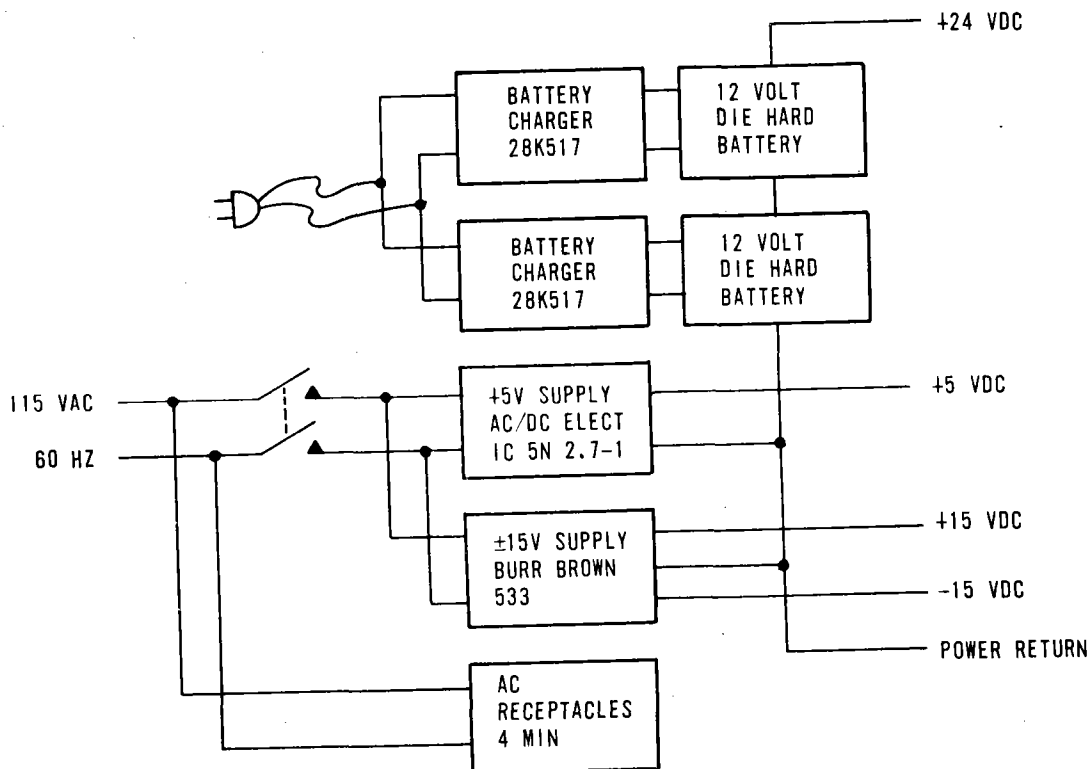 +24 VDC
BATTERY
CHARGER
28K517
12 VOLT
DIE HARD
BATTERY
BATTERY
CHARGER
28K517
12 VOLT
DIE HARD
BATTERY
115 VAC
60 HZ
+5V SUPPLY
AC/DC ELECT
IC 5N 2.7-1
+5 VDC
±15V SUPPLY
BURR BROWN
533
+15 VDC
-15 VDC
POWER RETURN
AC
RECEPTACLES
4 MIN